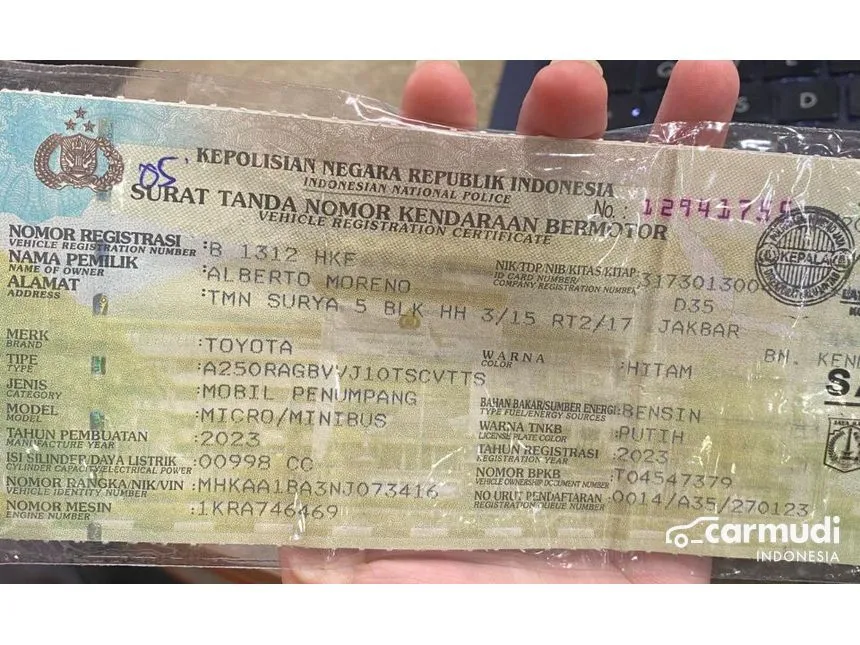 05
KEPOLISIAN NEGARA REPUBLIK INDONESIA
INDONESIAN NATIONAL POLICE
SURAT TANDA NOMOR KENDARAAN BERMOTOR
VEHICLE REGISTRATION CERTIFICATE
No. :
NOMOR REGISTRASI :B 1312 HKF
VEHICLE REGISTRATION NUMBER
NAMA PEMILIK :ALBERTO MORENO
NAME OF OWNER
NIK/TDP/NIB/KITAS/KITAP :317301300
ID CARD NUMBER/
COMPANY REGISTRATION NUMBER
ALAMAT :TMN SURYA 5 BLK HH 3/15 RT2/17 JAKBAR
ADDRESS
D35
KEPALA
MERK :TOYOTA
BRAND
TIPE
TYPE
JENIS :MOBIL PENUMPANG
CATEGORY
MODEL :MICRO/MINIBUS
MODEL
TAHUN PEMBUATAN :2023
MANUFACTURE YEAR
ISI SILINDER/DAYA LISTRIK :00998 CC
CYLINDER CAPACITY/ELECTRICAL POWER
NOMOR RANGKA/NIK/VIN :MHKAA1BA3NJ073416
VEHICLE IDENTITY NUMBER
NOMOR MESIN :1KRA746469
ENGINE NUMBER
WARNA :HITAM
COLOR
BAHAN BAKAR/SUMBER ENERGI :BENSIN
TYPE FUEL/ENERGY SOURCES
WARNA TNKB :PUTIH
LICENSE PLATE COLOR
TAHUN REGISTRASI :2023
REGISTRATION YEAR
NOMOR BPKB :T04547379
VEHICLE OWNERSHIP DOCUMENT NUMBER
NO URUT PENDAFTARAN :0014/A35/270123
REGISTRATION QUEUE NUMBER
BN. KEN
S
D
carmudi
INDONESIA